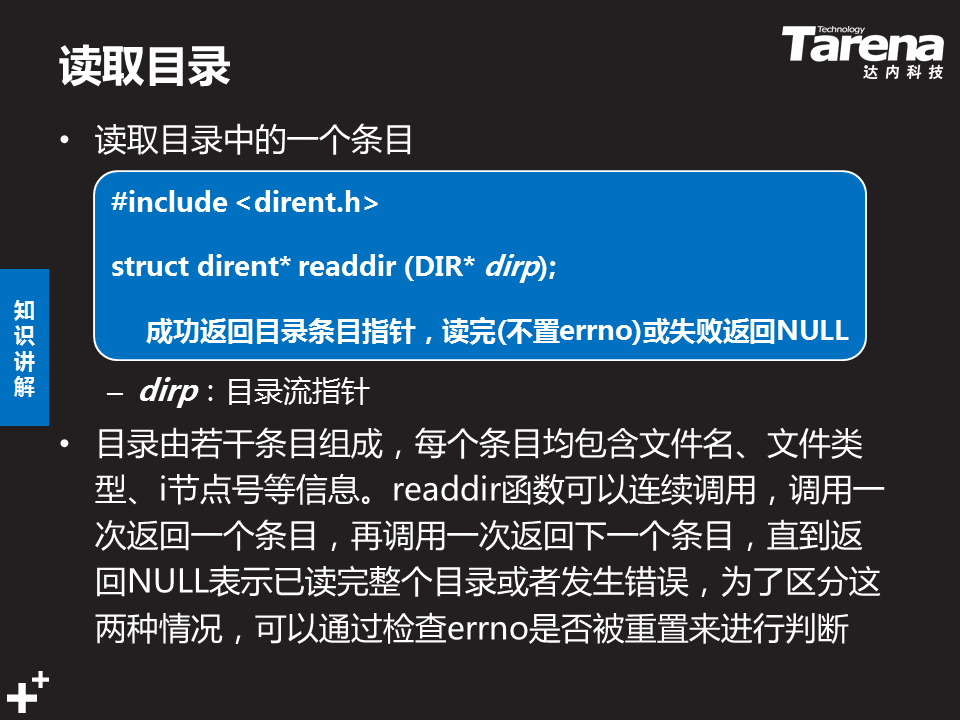 读取目录
Technology
Tarena
达内科技
• 读取目录中的一个条目
#include <dirent.h>
struct dirent* readdir (DIR* dirp);
成功返回目录条目指针，读完(不置errno)或失败返回NULL
– dirp：目录流指针
知
识
讲
解
• 目录由若干条目组成，每个条目均包含文件名、文件类
型、i节点号等信息。readdir函数可以连续调用，调用一
次返回一个条目，再调用一次返回下一个条目，直到返
回NULL表示已读完整个目录或者发生错误，为了区分这
两种情况，可以通过检查errno是否被重置来进行判断